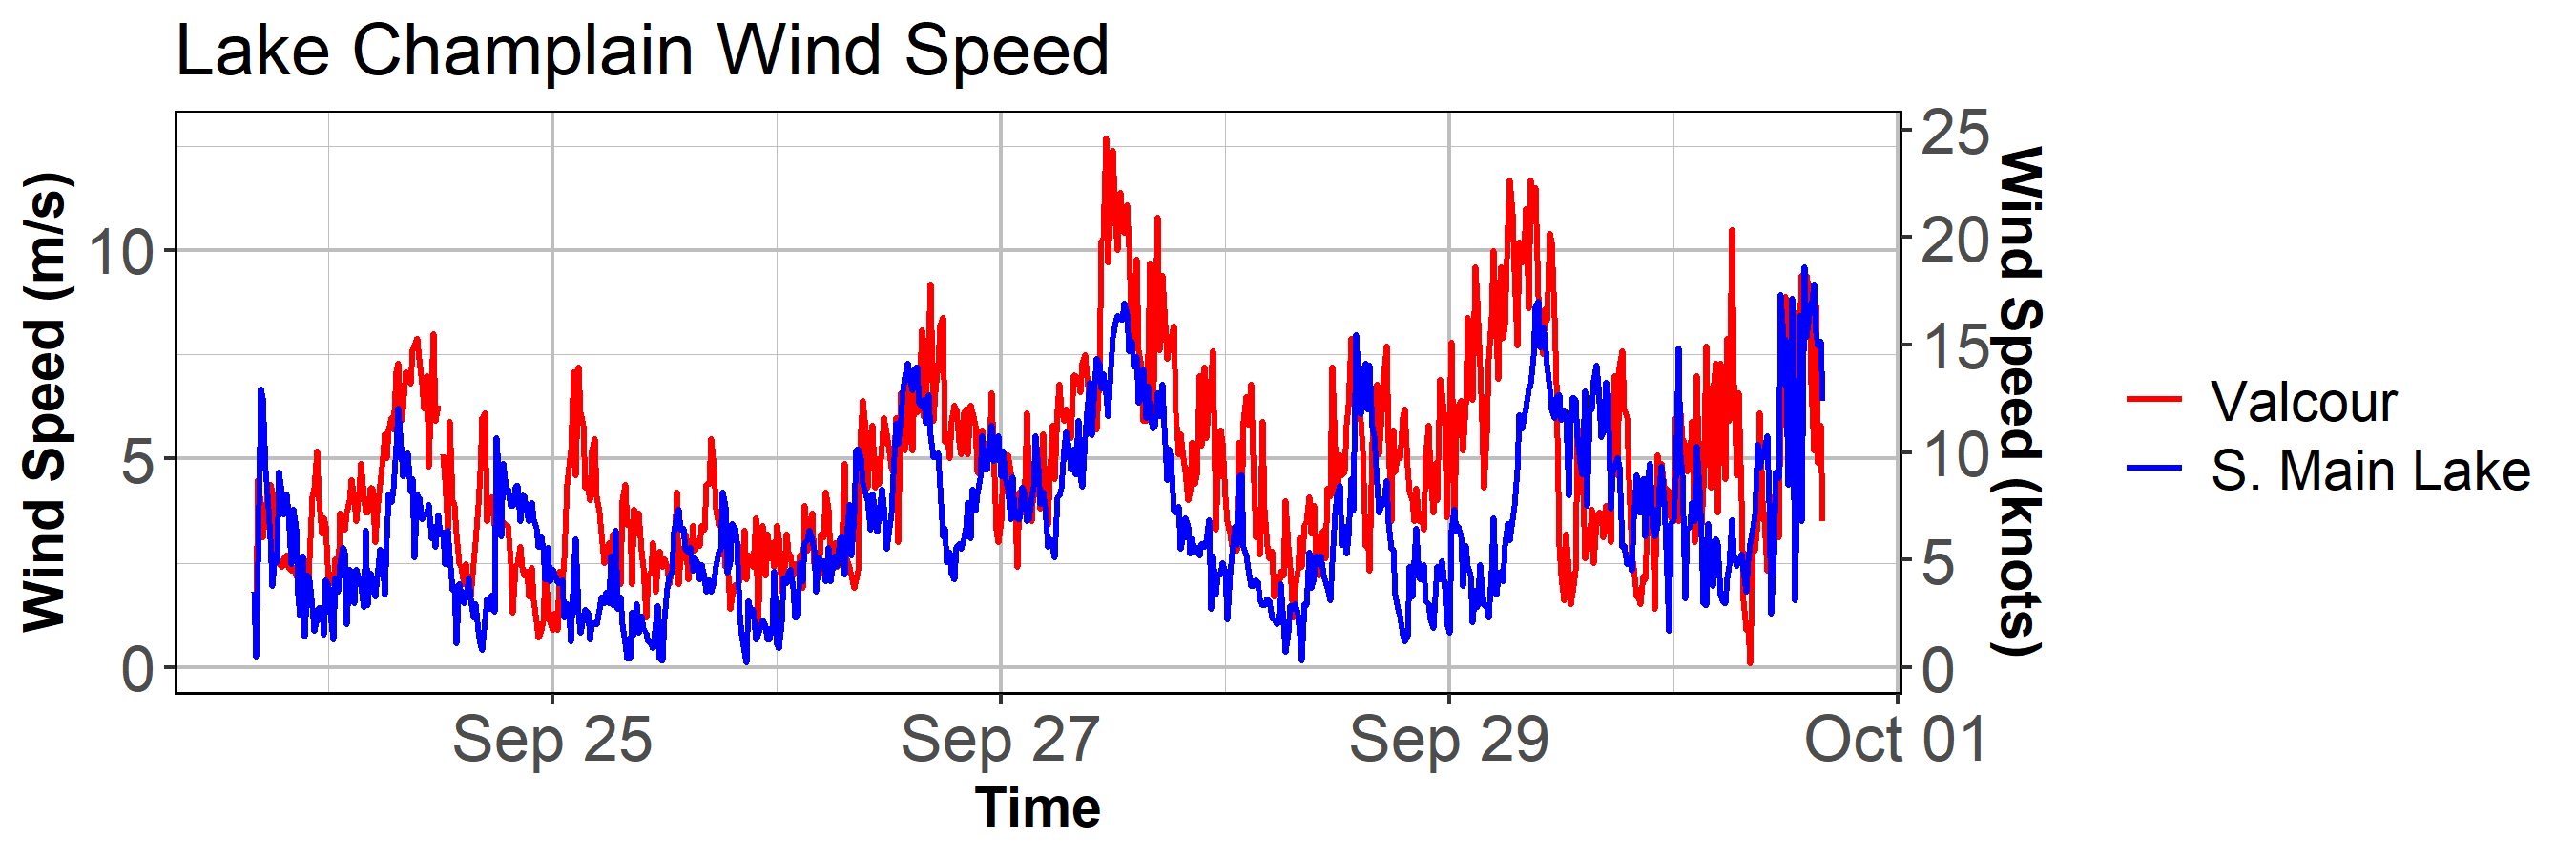 Lake Champlain Wind Speed
Wind Speed (m/s)
10
5
0
25
20
15
10
5
0
Wind Speed (knots)
Sep 25
Sep 27
Sep 29
Oct 01
Time
Valcour
S. Main Lake